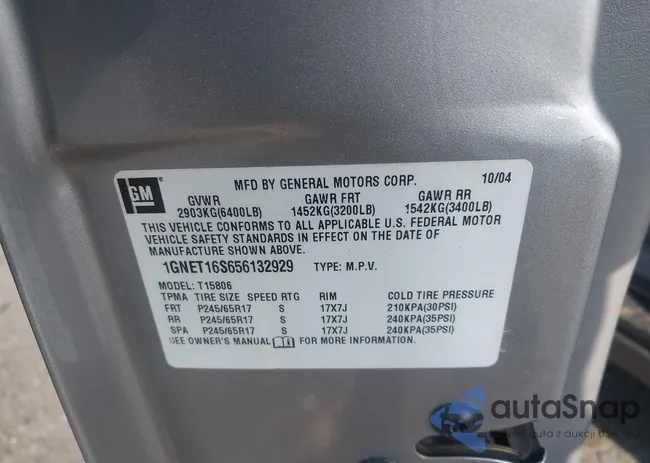 MFD BY GENERAL MOTORS CORP. 10/04
GM
GVWR GAWR FRT GAWR RR
2903KG(6400LB) 1452KG(3200LB) 1542KG(3400LB)
THIS VEHICLE CONFORMS TO ALL APPLICABLE U.S. FEDERAL MOTOR
VEHICLE SAFETY STANDARDS IN EFFECT ON THE DATE OF
MANUFACTURE SHOWN ABOVE.
1GNET16S656132929 TYPE: M.P.V.
MODEL: T15806
TPMA TIRE SIZE SPEED RTG RIM COLD TIRE PRESSURE
FRT P245/65R17 S 17X7J 210KPA(30PSI)
RR P245/65R17 S 17X7J 240KPA(35PSI)
SPA P245/65R17 S 17X7J 240KPA(35PSI)
SEE OWNER'S MANUAL FOR MORE INFORMATION.
autaSnap
auta z aukcji USA